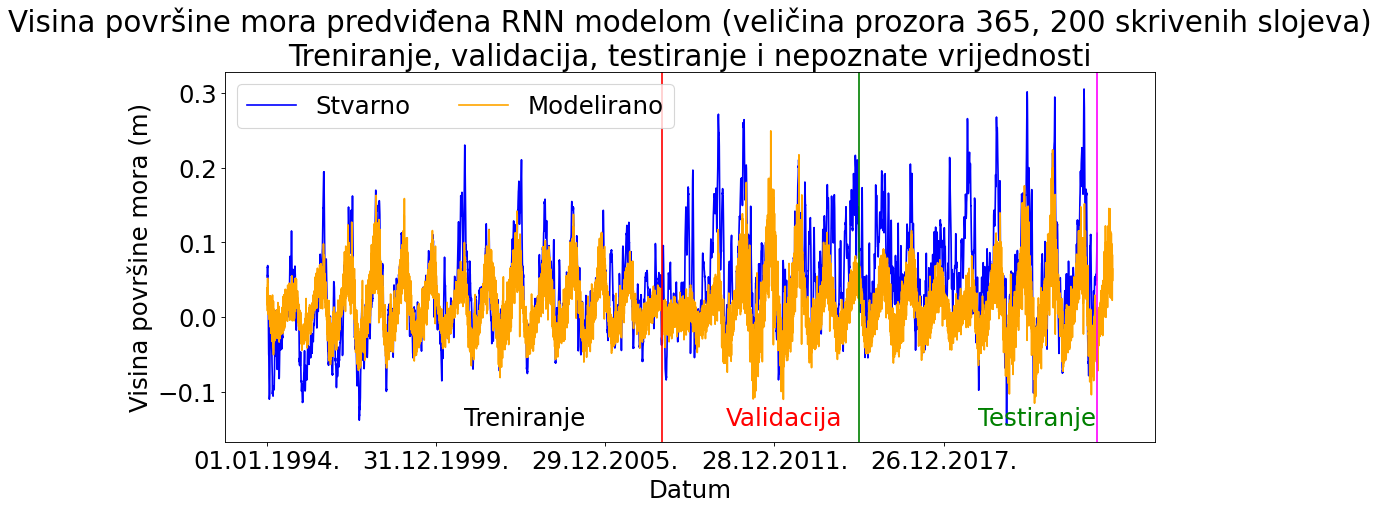 Visina površine mora predviđena RNN modelom (veličina prozora 365, 200 skrivenih slojeva)
Treniranje, validacija, testiranje i nepoznate vrijednosti
Stvarno Modelirano
Visina površine mora (m)
0.3
0.2
0.1
0.0
−0.1
Treniranje Validacija Testiranje
01.01.1994. 31.12.1999. 29.12.2005. 28.12.2011. 26.12.2017.
Datum